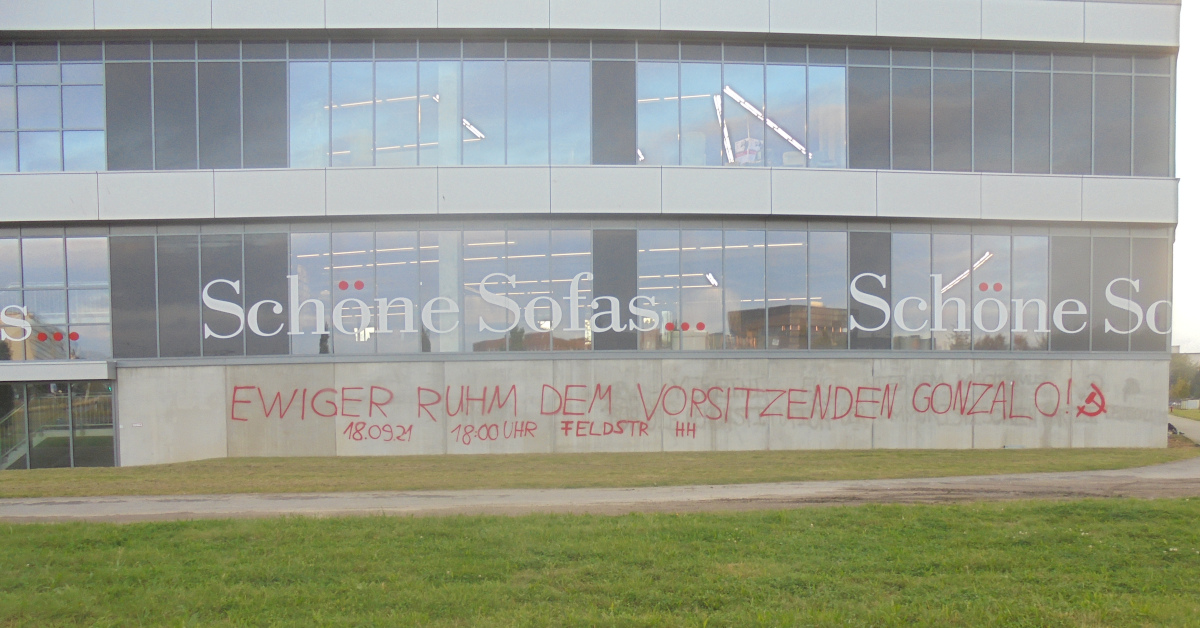 s...
Schöne Sofas...
Schöne So
EWIGER RUHM DEM VORSITZENDEN GONZALO!
18.09.21 18:00 UHR FELDSTR HH